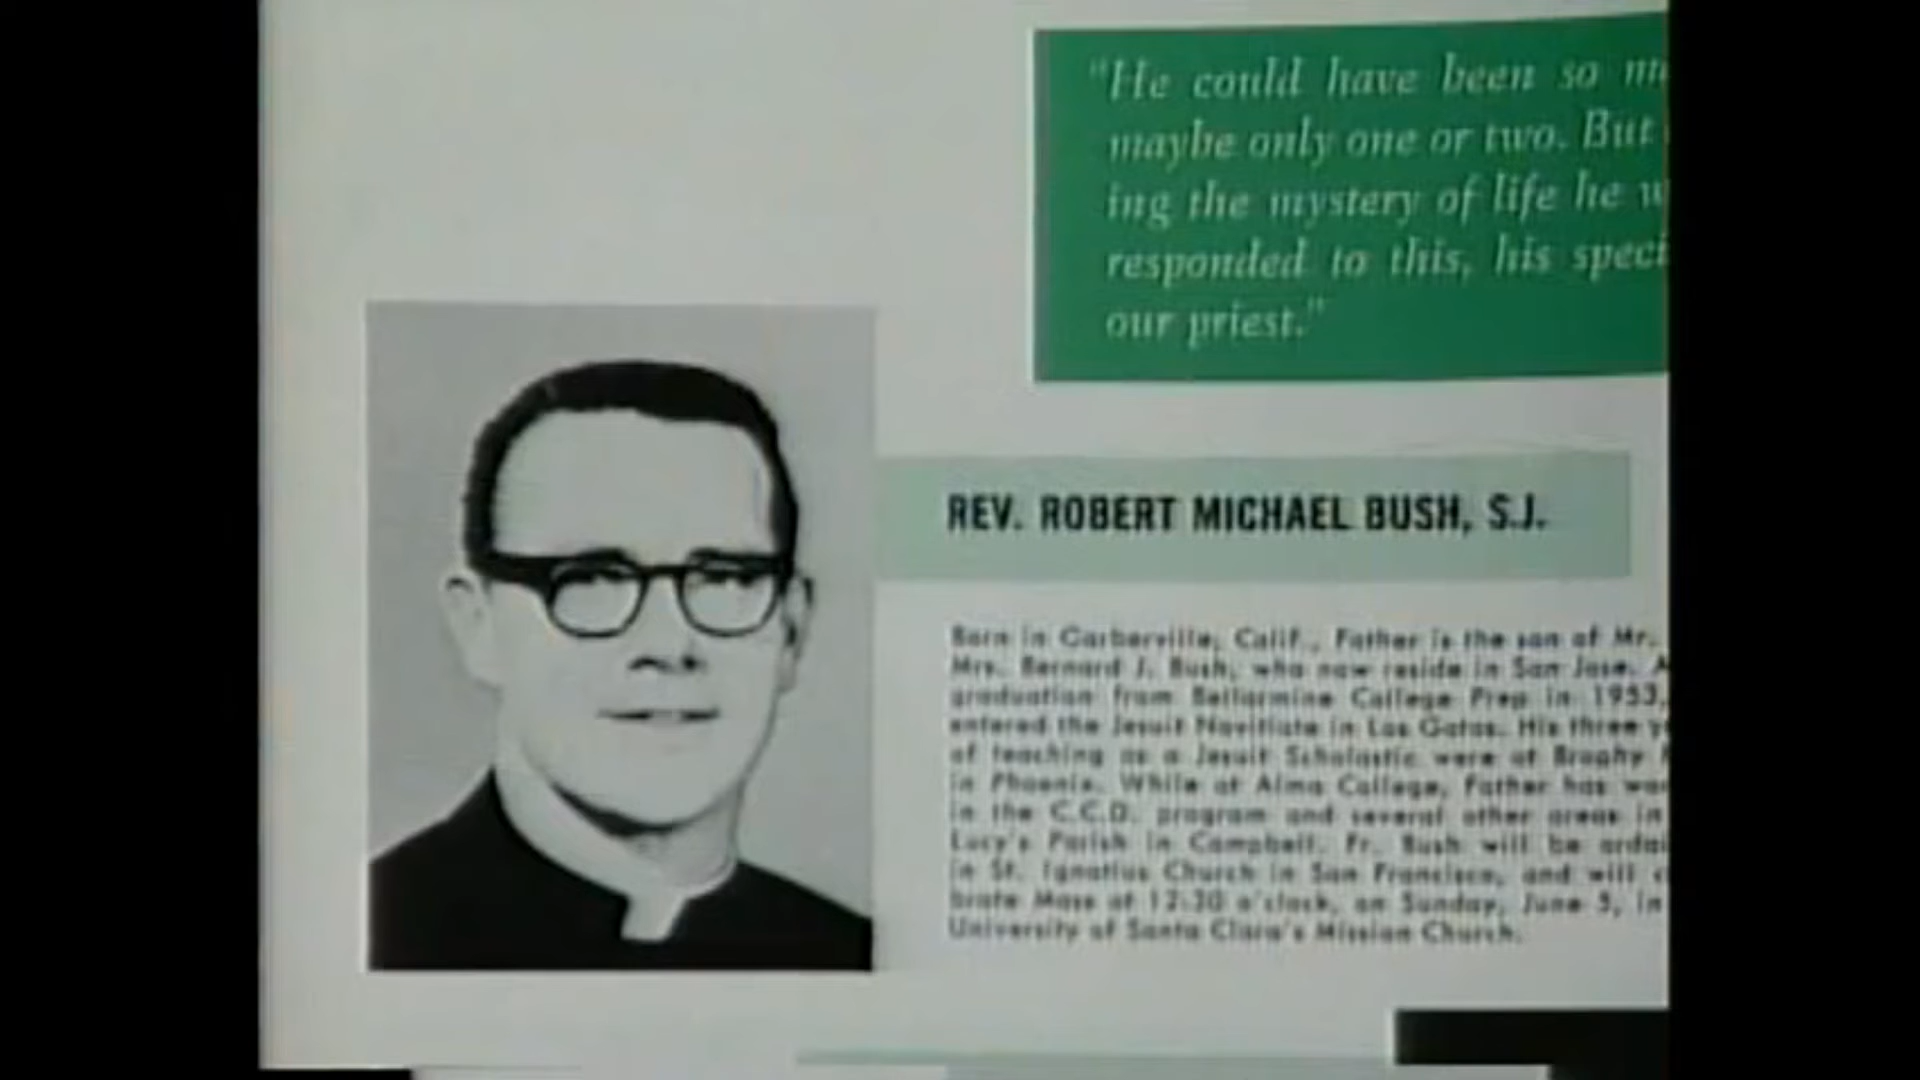 "He could have been so
maybe only one or two. But
ing the mystery of life he
responded to this, his speci
our priest."
REV. ROBERT MICHAEL BUSH, S.J.
Born in Garberville, Calif., Father is the son of Mr.
Mrs. Bernard J. Bush, who now reside in San Jose.
graduation from Bellarmine College Prep in 1953,
entered the Jesuit Novitiate in Los Gatos. His three
of teaching as a Jesuit Scholastic were at Brophy
in Phoenix. While at Alma College, Father has
in the C.C.D. program and several other areas in
Lucy's Parish in Campbell. Fr. Bush will be ordai
in St. Ignatius Church in San Francisco, and will
brate Mass at 12:30 o'clock, on Sunday, June 5, in
University of Santa Clara's Mission Church.